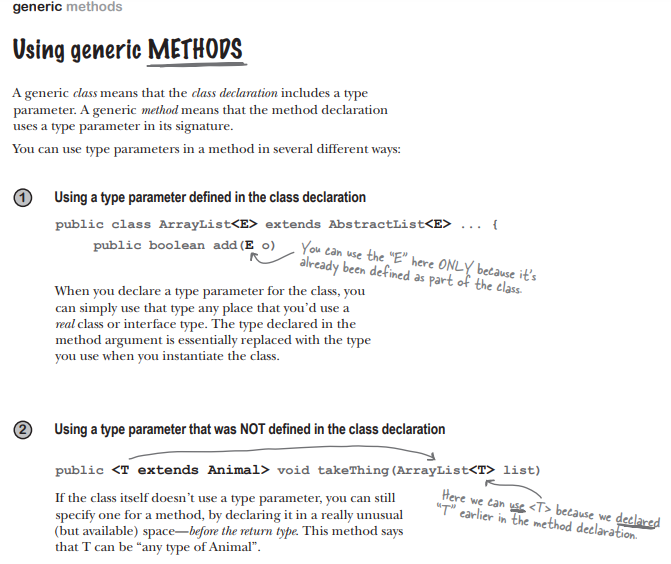 generic methods
Using generic METHODS
A generic class means that the class declaration includes a type
parameter. A generic method means that the method declaration
uses a type parameter in its signature.
You can use type parameters in a method in several different ways:
1 Using a type parameter defined in the class declaration
public class ArrayList<E> extends AbstractList<E> ... {
public boolean add(E o)
You can use the "E" here ONLY because it's
already been defined as part of the class.
When you declare a type parameter for the class, you
can simply use that type any place that you'd use a
real class or interface type. The type declared in the
method argument is essentially replaced with the type
you use when you instantiate the class.
2 Using a type parameter that was NOT defined in the class declaration
public <T extends Animal> void takeThing(ArrayList<T> list)
Here we can use <T> because we declared
"T" earlier in the method declaration.
If the class itself doesn't use a type parameter, you can still
specify one for a method, by declaring it in a really unusual
(but available) space—before the return type. This method says
that T can be "any type of Animal".